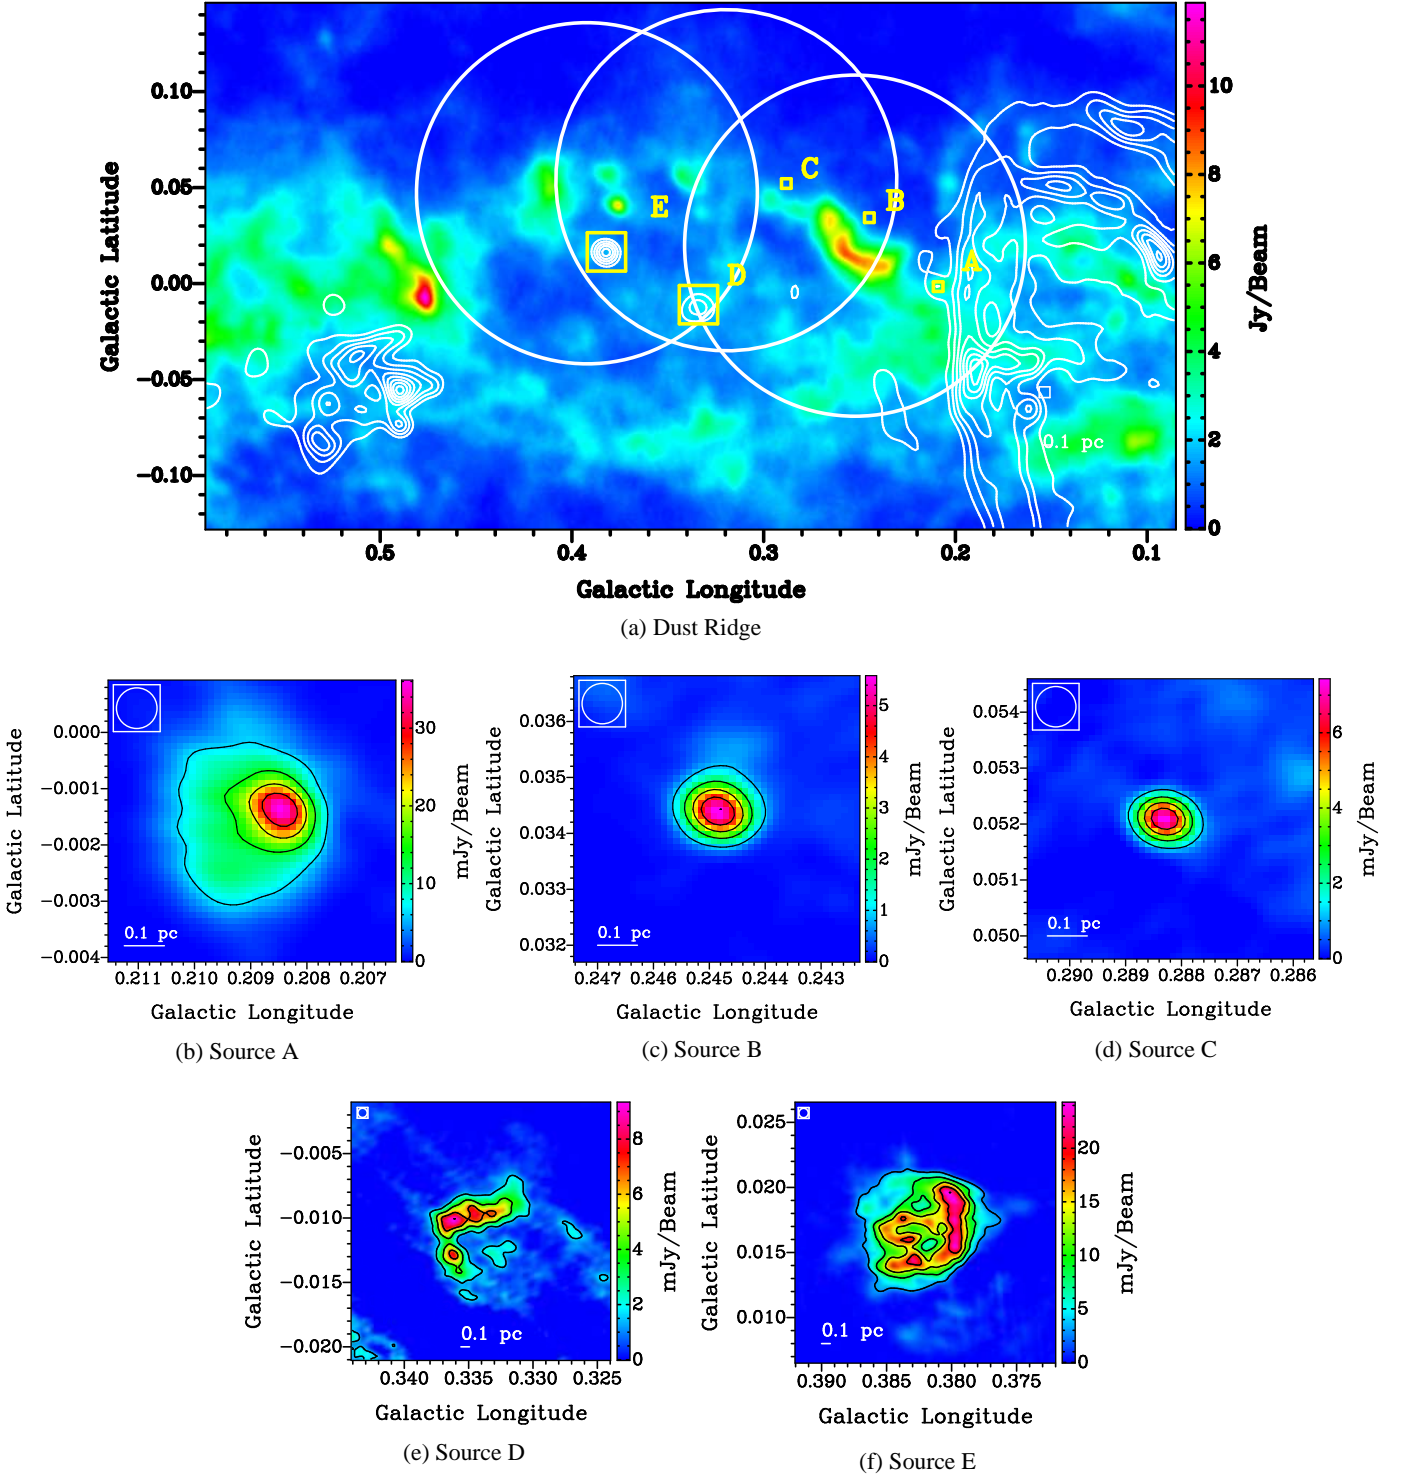 0.10
0.05
0.00
−0.05
−0.10
Galactic Latitude
0.5 0.4 0.3 0.2 0.1
Galactic Longitude
A
B
C
D
E
0.1 pc
10
8
6
4
2
0
Jy/Beam
(a) Dust Ridge
0.000
−0.001
−0.002
−0.003
−0.004
Galactic Latitude
0.1 pc
0.211 0.210 0.209 0.208 0.207
Galactic Longitude
30
20
10
0
mJy/Beam
(b) Source A
0.036
0.035
0.034
0.033
0.032
Galactic Latitude
0.1 pc
0.247 0.246 0.245 0.244 0.243
Galactic Longitude
5
4
3
2
1
0
mJy/Beam
(c) Source B
0.054
0.053
0.052
0.051
0.050
Galactic Latitude
0.1 pc
0.290 0.289 0.288 0.287 0.286
Galactic Longitude
6
4
2
0
mJy/Beam
(d) Source C
−0.005
−0.010
−0.015
−0.020
Galactic Latitude
0.1 pc
0.340 0.335 0.330 0.325
Galactic Longitude
8
6
4
2
0
mJy/Beam
(e) Source D
0.025
0.020
0.015
0.010
Galactic Latitude
0.1 pc
0.390 0.385 0.380 0.375
Galactic Longitude
20
15
10
5
0
mJy/Beam
(f) Source E